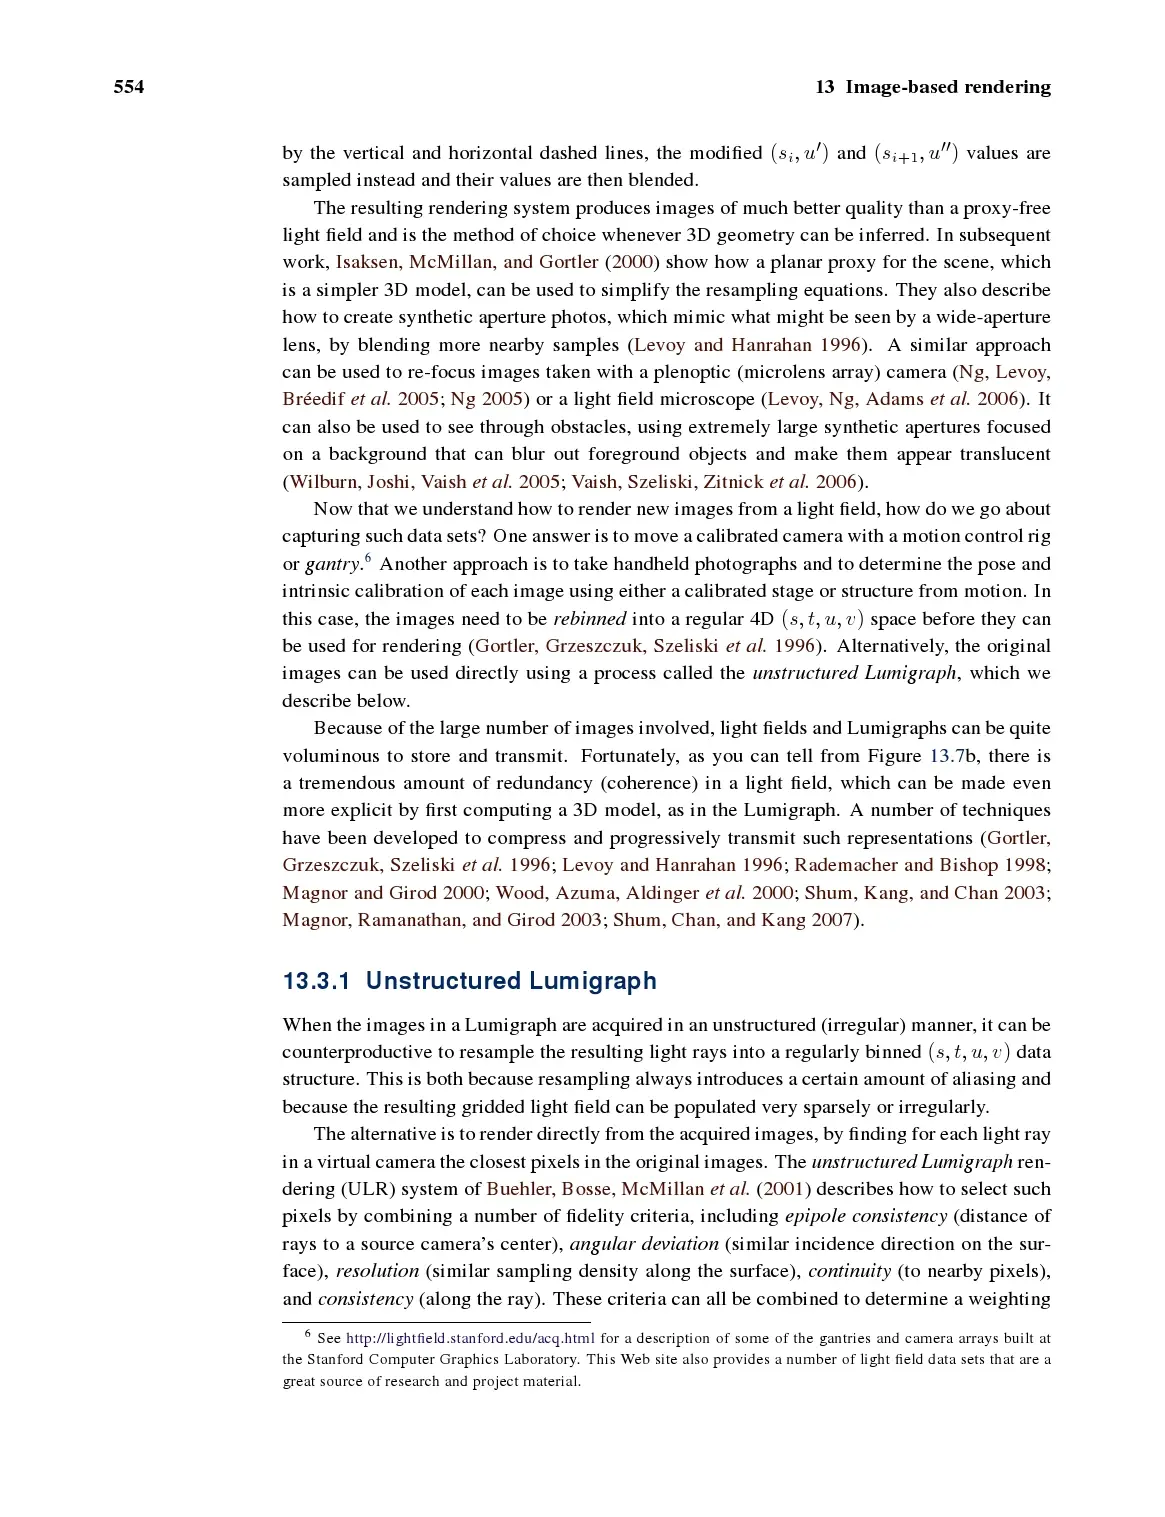 554
13 Image-based rendering
by the vertical and horizontal dashed lines, the modified (sᵢ, u′) and (sᵢ₊₁, u″) values are
sampled instead and their values are then blended.
The resulting rendering system produces images of much better quality than a proxy-free
light field and is the method of choice whenever 3D geometry can be inferred. In subsequent
work, Isaksen, McMillan, and Gortler (2000) show how a planar proxy for the scene, which
is a simpler 3D model, can be used to simplify the resampling equations. They also describe
how to create synthetic aperture photos, which mimic what might be seen by a wide-aperture
lens, by blending more nearby samples (Levoy and Hanrahan 1996). A similar approach
can be used to re-focus images taken with a plenoptic (microlens array) camera (Ng, Levoy,
Bréedif et al. 2005; Ng 2005) or a light field microscope (Levoy, Ng, Adams et al. 2006). It
can also be used to see through obstacles, using extremely large synthetic apertures focused
on a background that can blur out foreground objects and make them appear translucent
(Wilburn, Joshi, Vaish et al. 2005; Vaish, Szeliski, Zitnick et al. 2006).
Now that we understand how to render new images from a light field, how do we go about
capturing such data sets? One answer is to move a calibrated camera with a motion control rig
or gantry.⁶ Another approach is to take handheld photographs and to determine the pose and
intrinsic calibration of each image using either a calibrated stage or structure from motion. In
this case, the images need to be rebinned into a regular 4D (s, t, u, v) space before they can
be used for rendering (Gortler, Grzeszczuk, Szeliski et al. 1996). Alternatively, the original
images can be used directly using a process called the unstructured Lumigraph, which we
describe below.
Because of the large number of images involved, light fields and Lumigraphs can be quite
voluminous to store and transmit. Fortunately, as you can tell from Figure 13.7b, there is
a tremendous amount of redundancy (coherence) in a light field, which can be made even
more explicit by first computing a 3D model, as in the Lumigraph. A number of techniques
have been developed to compress and progressively transmit such representations (Gortler,
Grzeszczuk, Szeliski et al. 1996; Levoy and Hanrahan 1996; Rademacher and Bishop 1998;
Magnor and Girod 2000; Wood, Azuma, Aldinger et al. 2000; Shum, Kang, and Chan 2003;
Magnor, Ramanathan, and Girod 2003; Shum, Chan, and Kang 2007).
13.3.1 Unstructured Lumigraph
When the images in a Lumigraph are acquired in an unstructured (irregular) manner, it can be
counterproductive to resample the resulting light rays into a regularly binned (s, t, u, v) data
structure. This is both because resampling always introduces a certain amount of aliasing and
because the resulting gridded light field can be populated very sparsely or irregularly.
The alternative is to render directly from the acquired images, by finding for each light ray
in a virtual camera the closest pixels in the original images. The unstructured Lumigraph ren-
dering (ULR) system of Buehler, Bosse, McMillan et al. (2001) describes how to select such
pixels by combining a number of fidelity criteria, including epipole consistency (distance of
rays to a source camera's center), angular deviation (similar incidence direction on the sur-
face), resolution (similar sampling density along the surface), continuity (to nearby pixels),
and consistency (along the ray). These criteria can all be combined to determine a weighting
⁶ See http://lightfield.stanford.edu/acq.html for a description of some of the gantries and camera arrays built at
the Stanford Computer Graphics Laboratory. This Web site also provides a number of light field data sets that are a
great source of research and project material.